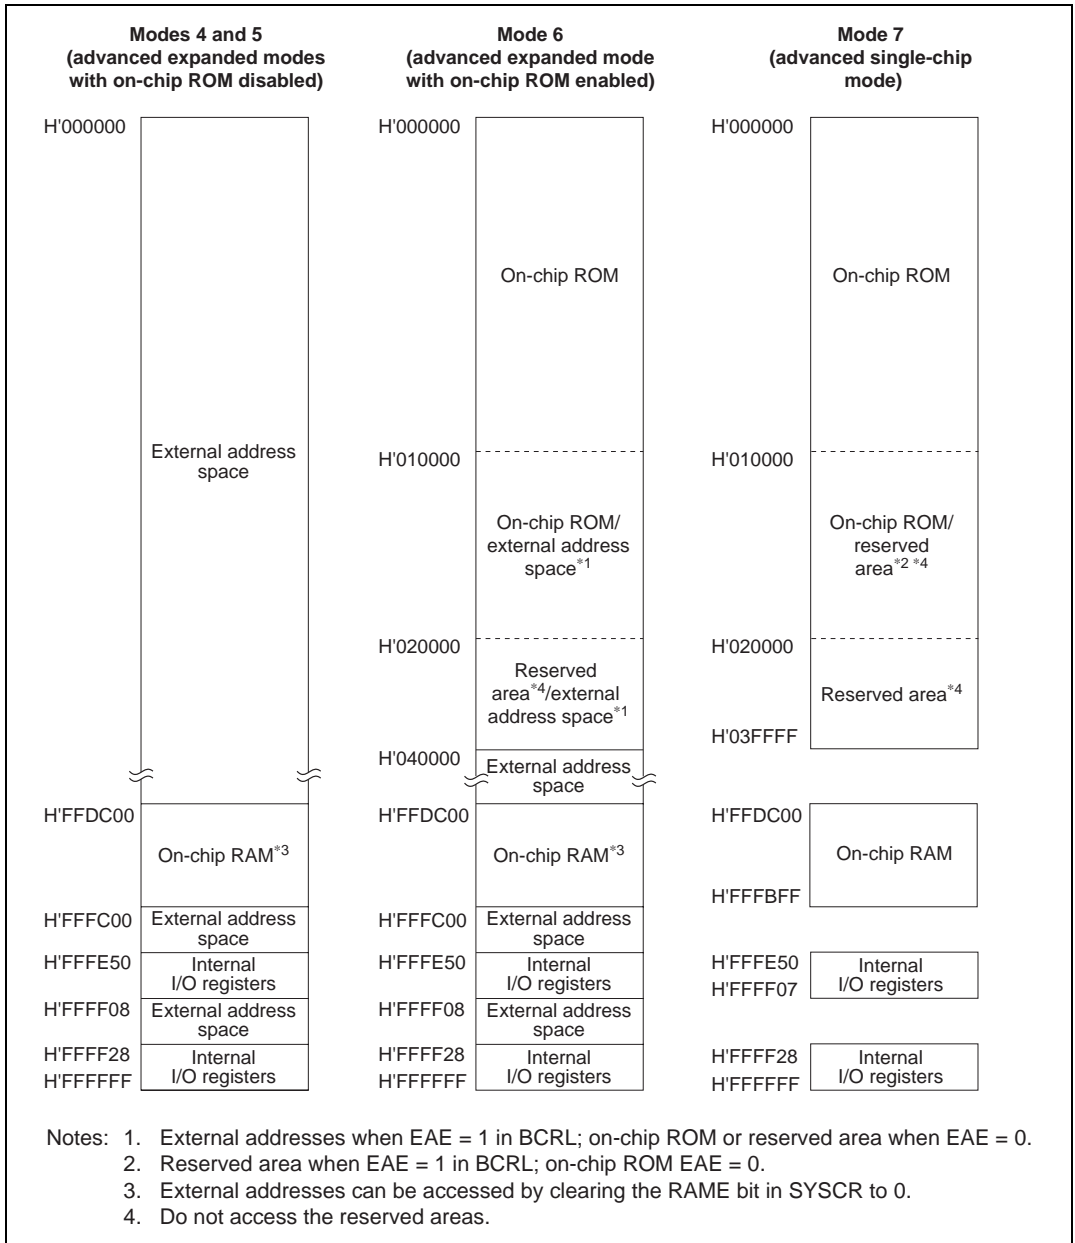 Modes 4 and 5
(advanced expanded modes
with on-chip ROM disabled)
H'000000
External address
space
H'FFDC00
On-chip RAM*3
H'FFFC00
External address
space
H'FFFE50
Internal
I/O registers
H'FFFF08
External address
space
H'FFFF28
Internal
I/O registers
H'FFFFFF
Mode 6
(advanced expanded mode
with on-chip ROM enabled)
H'000000
On-chip ROM
H'010000
On-chip ROM/
external address
space*1
H'020000
Reserved
area*4/external
address space*1
H'040000
External address
space
H'FFDC00
On-chip RAM*3
H'FFFC00
External address
space
H'FFFE50
Internal
I/O registers
H'FFFF08
External address
space
H'FFFF28
Internal
I/O registers
H'FFFFFF
Mode 7
(advanced single-chip
mode)
H'000000
On-chip ROM
H'010000
On-chip ROM/
reserved
area*2 *4
H'020000
Reserved area*4
H'03FFFF
H'FFDC00
On-chip RAM
H'FFFBFF
H'FFFE50
Internal
I/O registers
H'FFFF07
H'FFFF28
Internal
I/O registers
H'FFFFFF
Notes: 1. External addresses when EAE = 1 in BCRL; on-chip ROM or reserved area when EAE = 0.
2. Reserved area when EAE = 1 in BCRL; on-chip ROM EAE = 0.
3. External addresses can be accessed by clearing the RAME bit in SYSCR to 0.
4. Do not access the reserved areas.